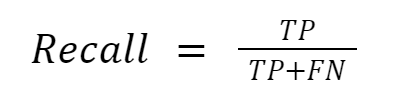 Recall = TP / TP+FN